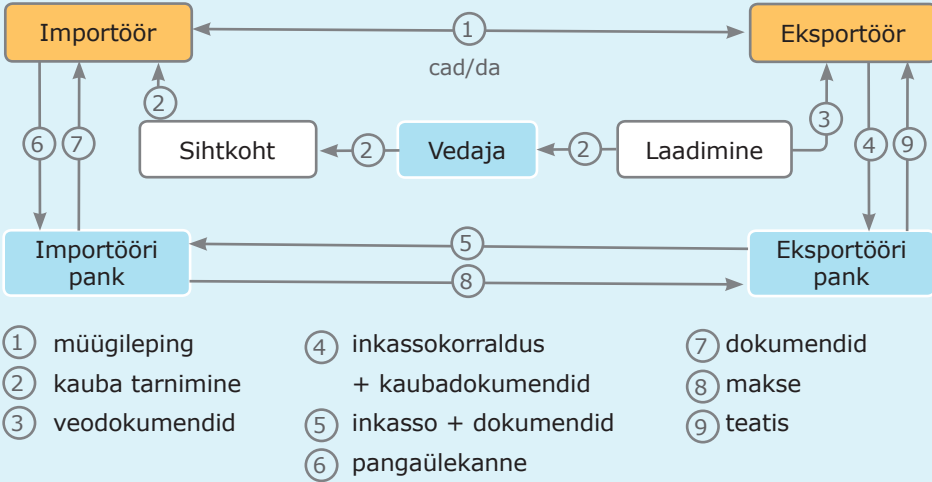 Importöör
1
Eksportöör
cad/da
2
3
6
7
Sihtkoht
2
Vedaja
2
Laadimine
4
9
Importööri
pank
5
8
Eksportööri
pank
1 müügileping
2 kauba tarnimine
3 veodokumendid
4 inkassokorraldus
+ kaubadokumendid
5 inkasso + dokumendid
6 pangaülekanne
7 dokumendid
8 makse
9 teatis